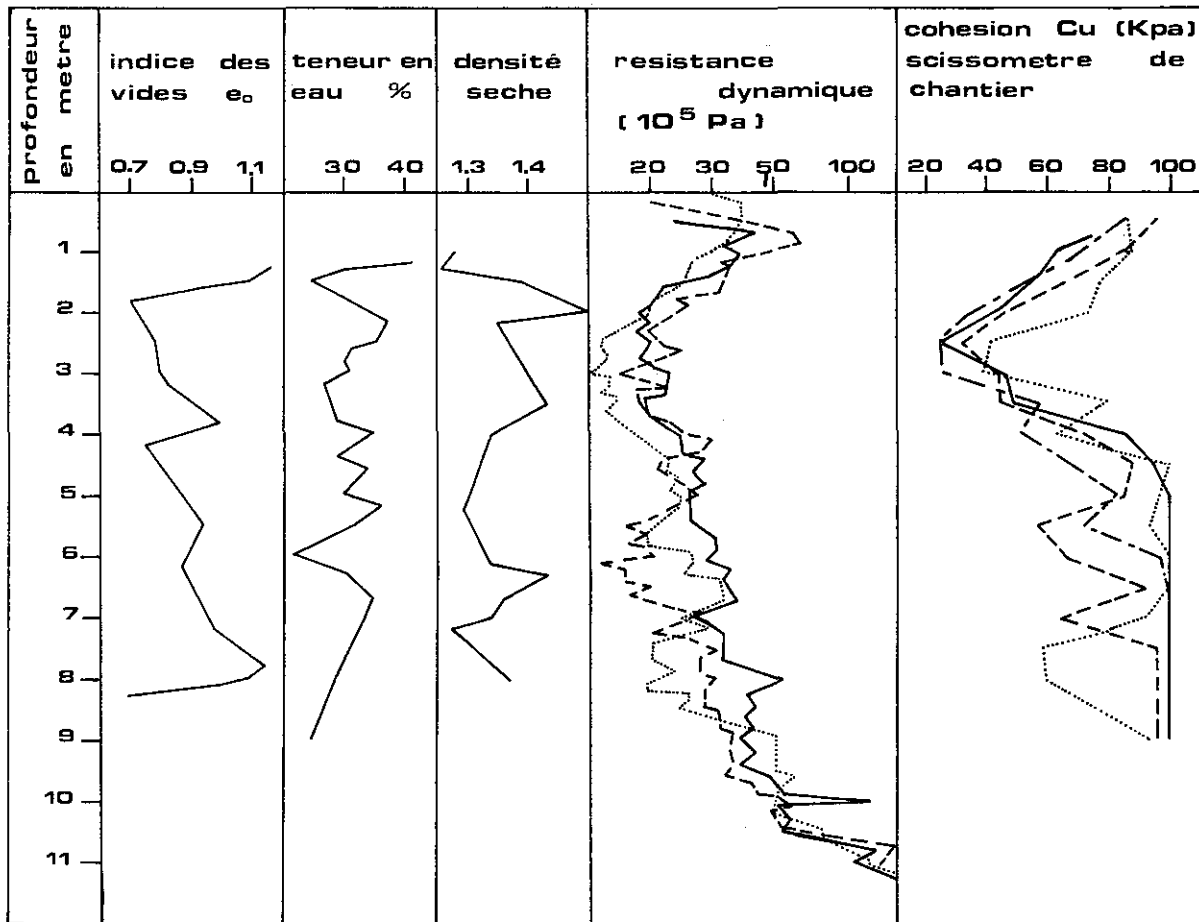 profondeur
en metre
indice des
vides e₀
0.7 0.9 1.1
teneur en
eau %
30 40
densité
seche
1.3 1.4
resistance
dynamique
(10⁵ Pa)
20 30 50 100
cohesion Cu (Kpa)
scissometre de
chantier
20 40 60 80 100
1
2
3
4
5
6
7
8
9
10
11